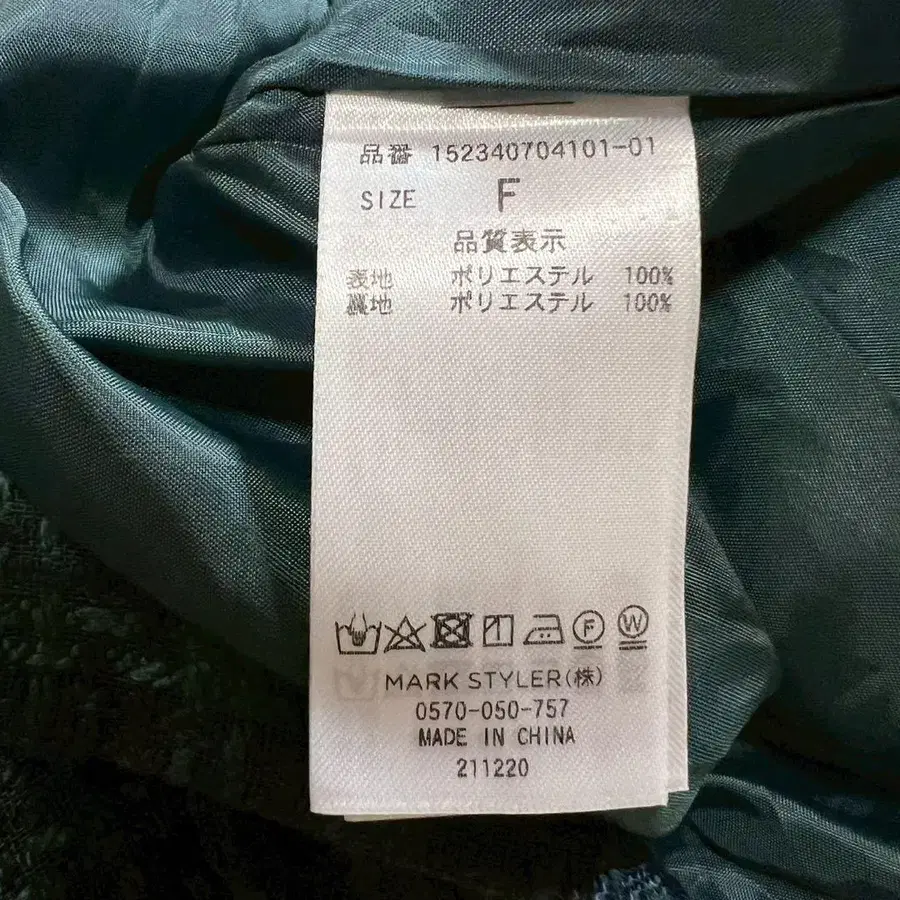 品番 152340704101-01
SIZE F
品質表示
表地 ポリエステル 100%
裏地 ポリエステル 100%
F W
MARK STYLER(株)
0570-050-757
MADE IN CHINA
211220